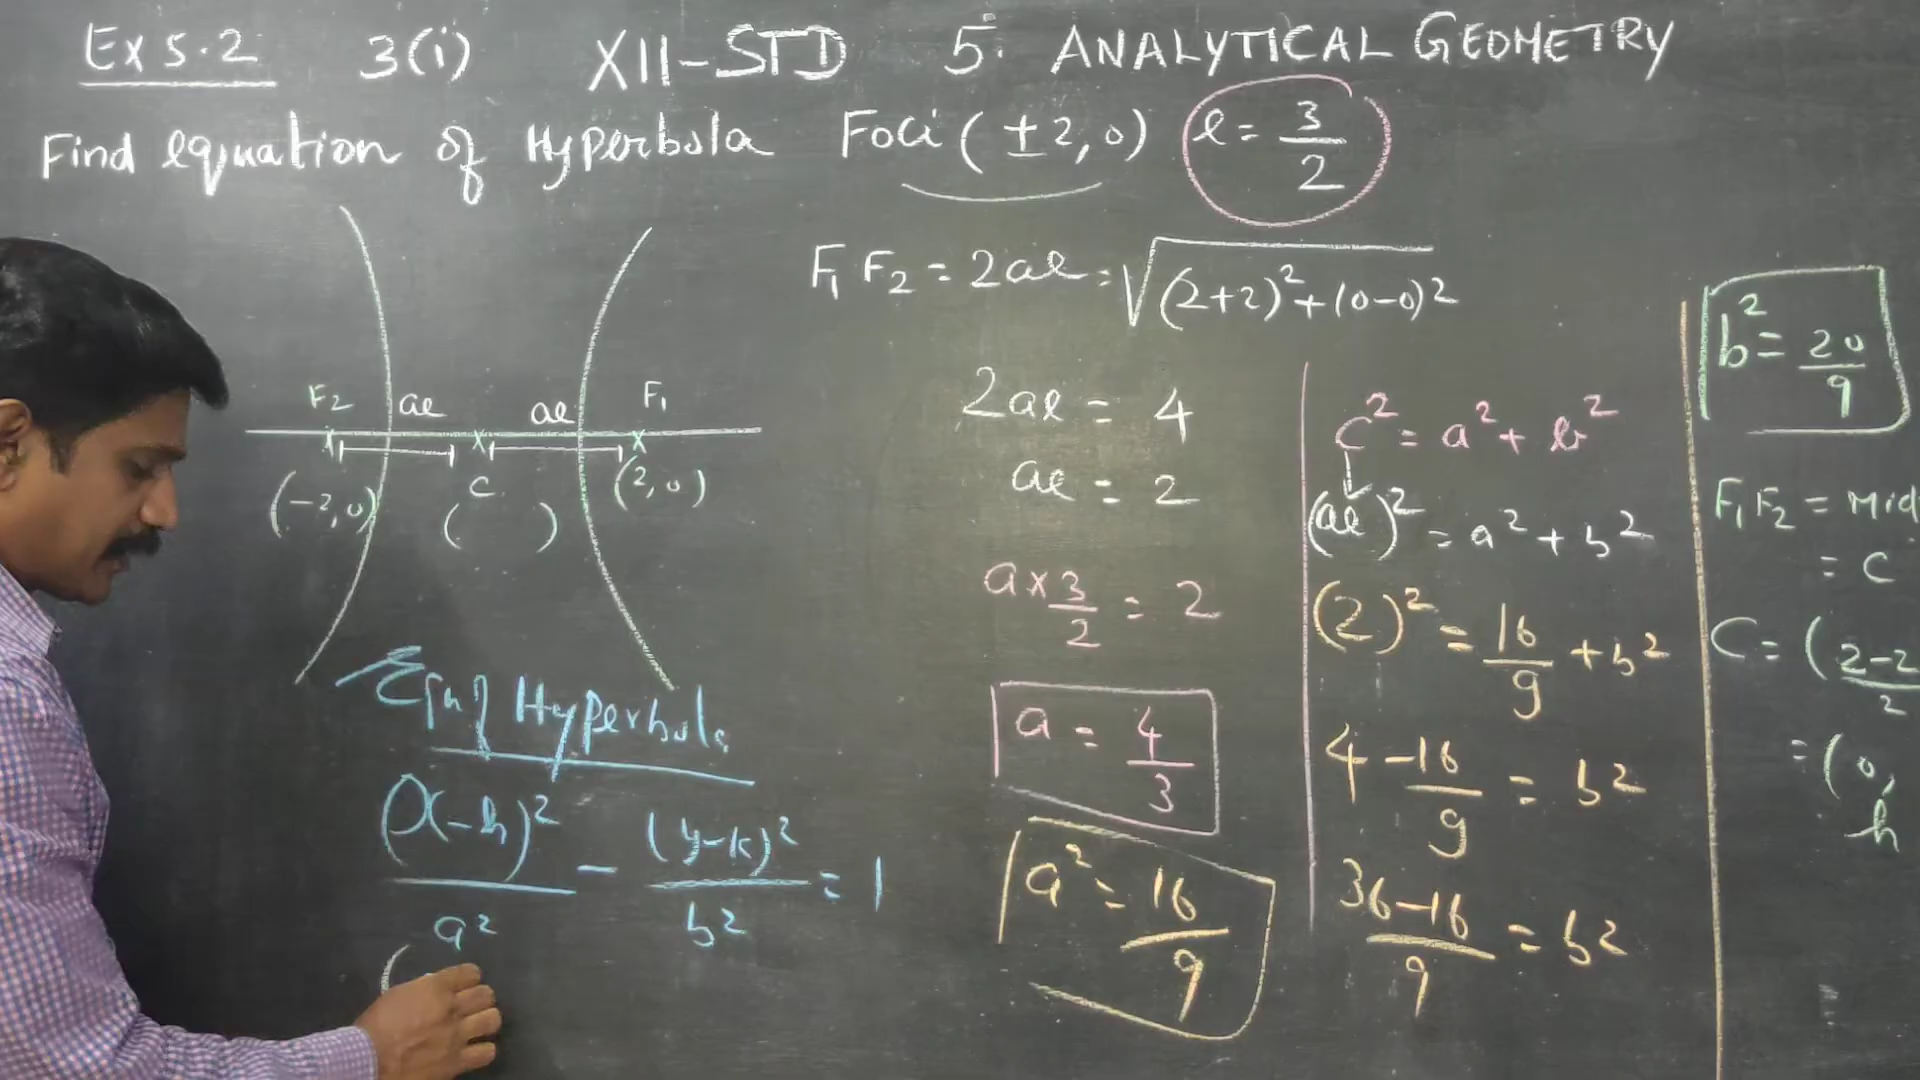 Ex 5.2 3(i) XII-STD 5. ANALYTICAL GEOMETRY
Find equation of Hyperbola Foci (±2,0) e = 3/2
F₁F₂ = 2ae = √((2+2)² + (0-0)²)
F₂ ae ae F₁
(-2,0) C (2,0)
( )
2ae = 4
ae = 2
a × 3/2 = 2
a = 4/3
a² = 16/9
c² = a² + b²
(ae)² = a² + b²
(2)² = 16/9 + b²
4 - 16/9 = b²
36-16/9 = b²
b² = 20/9
F₁F₂ = Mid
= C
C = (2-2/2
= (0,
h
Eqn of Hyperbola
(x-h)²/a² - (y-k)²/b² = 1
(